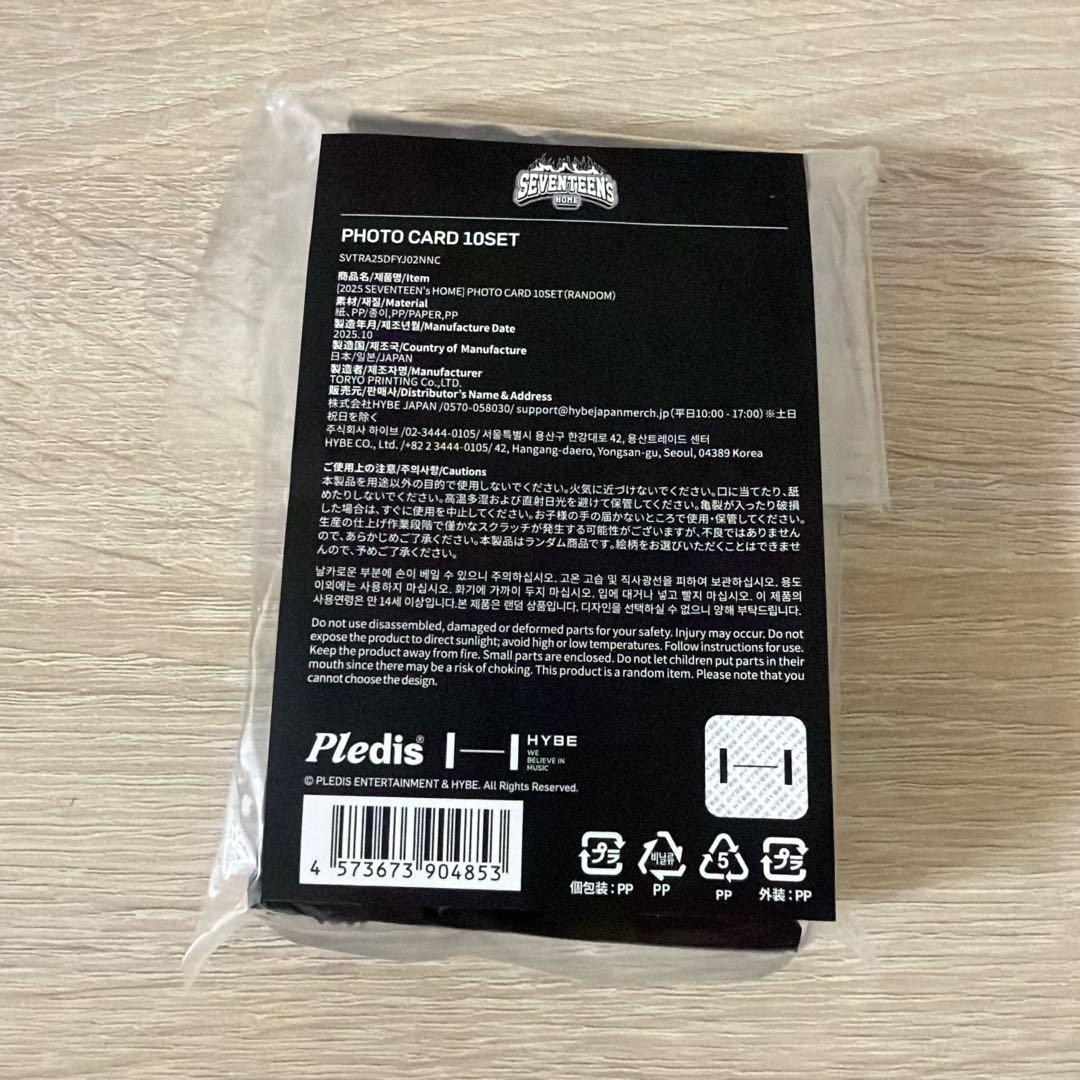 SEVENTEEN'S
HOME
PHOTO CARD 10SET
SVTRA25DFYJ02NNC
商品名/제품명/Item
[2025 SEVENTEEN's HOME] PHOTO CARD 10SET(RANDOM)
素材/재질/Material
紙、PP/종이,PP/PAPER,PP
製造年月/제조년월/Manufacture Date
2025.10
製造国/제조국/Country of Manufacture
日本/일본/JAPAN
製造者/제조자명/Manufacturer
TORYO PRINTING Co.,LTD.
販売元/판매사/Distributor's Name & Address
株式会社HYBE JAPAN /0570-058030/ support@hybejapanmerch.jp(平日10:00 - 17:00)※土日
祝日を除く
주식회사 하이브 /02-3444-0105/ 서울특별시 용산구 한강대로 42, 용산트레이드 센터
HYBE CO., Ltd. /+82 2 3444-0105/ 42, Hangang-daero, Yongsan-gu, Seoul, 04389 Korea
ご使用上の注意/주의사항/Cautions
本製品を用途以外の目的で使用しないでください。火気に近づけないでください。口に当てたり、舐
めたりしないでください。高温多湿および直射日光を避けて保管してください。亀裂が入ったり破損
した場合は、すぐに使用を中止してください。お子様の手の届かないところで使用・保管してください。
生産の仕上げ作業段階で僅かなスクラッチが発生する可能性がございますが、不良ではありません
ので、あらかじめご了承ください。本製品はランダム商品です。絵柄をお選びいただくことはできませ
んので、予めご了承ください。
날카로운 부분에 손이 베일 수 있으니 주의하십시오. 고온 고습 및 직사광선을 피하여 보관하십시오. 용도
이외에는 사용하지 마십시오. 화기에 가까이 두지 마십시오. 입에 대거나 넣고 빨지 마십시오. 이 제품의
사용연령은 만 14세 이상입니다.본 제품은 랜덤 상품입니다. 디자인을 선택하실 수 없으니 양해 부탁드립니다.
Do not use disassembled, damaged or deformed parts for your safety. Injury may occur. Do not
expose the product to direct sunlight; avoid high or low temperatures. Follow instructions for use.
Keep the product away from fire. Small parts are enclosed. Do not let children put parts in their
mouth since there may be a risk of choking. This product is a random item. Please note that you
cannot choose the design.
Pledis® HYBE
WE
BELIEVE IN
MUSIC
© PLEDIS ENTERTAINMENT & HYBE. All Rights Reserved.
4 573673 904853
プラ 비닐류 5 プラ
個包装：PP PP PP 外装：PP